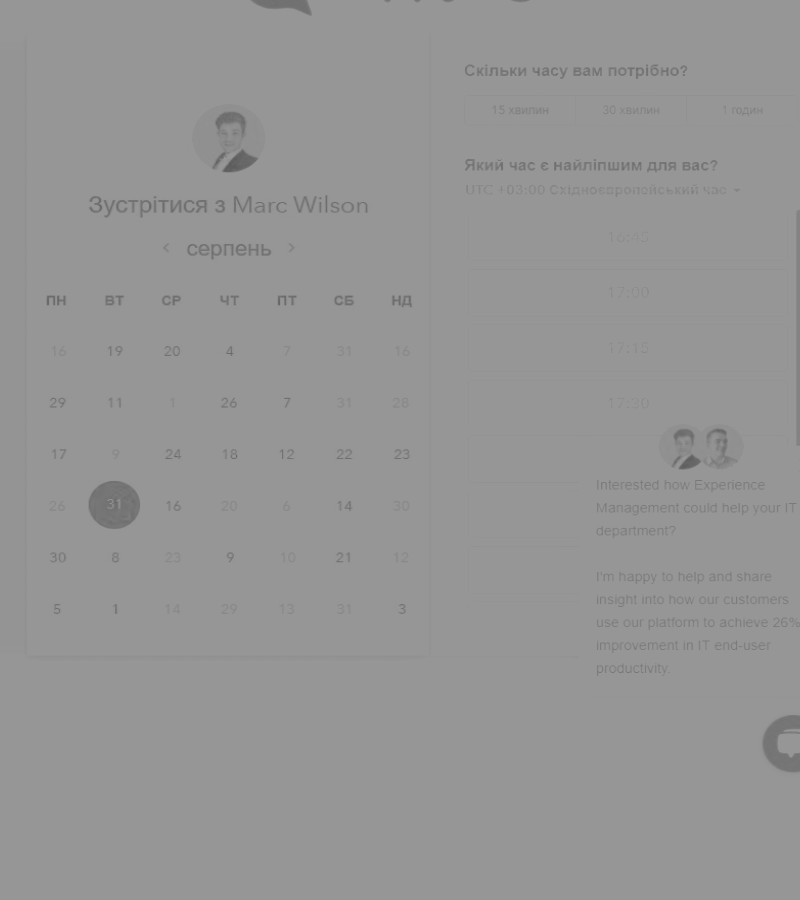 Зустрітися з Marc Wilson
серпень
ПН ВТ СР ЧТ ПТ СБ НД
16 19 20 4 7 31 16
29 11 1 26 7 31 28
17 9 24 18 12 22 23
26 31 16 20 6 14 30
30 8 23 9 10 21 12
5 1 14 29 13 31 3
Скільки часу вам потрібно?
15 хвилин 30 хвилин 1 годин
Який час є найліпшим для вас?
UTC +03:00 Східноєвропейський час
16:45
17:00
17:15
17:30
Interested how Experience
Management could help your IT
department?
I'm happy to help and share
insight into how our customers
use our platform to achieve 26%
improvement in IT end-user
productivity.